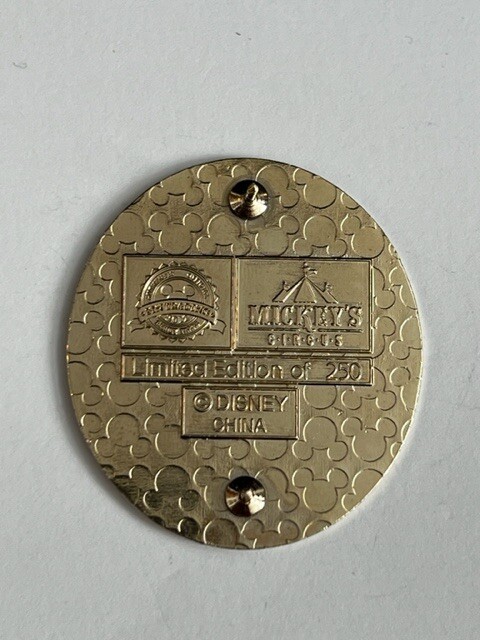 MICKEY'S
CIRCUS
Limited Edition of 250
© DISNEY
CHINA